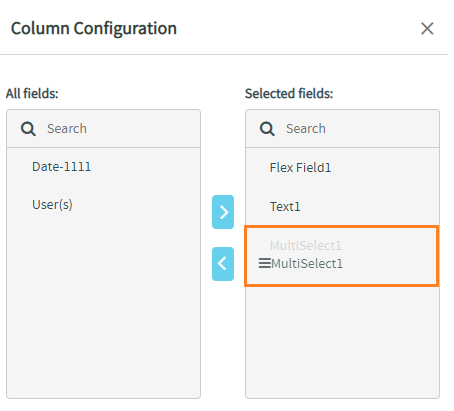 Column Configuration
All fields:
Search
Date-1111
User(s)
Selected fields:
Search
Flex Field1
Text1
MultiSelect1
MultiSelect1